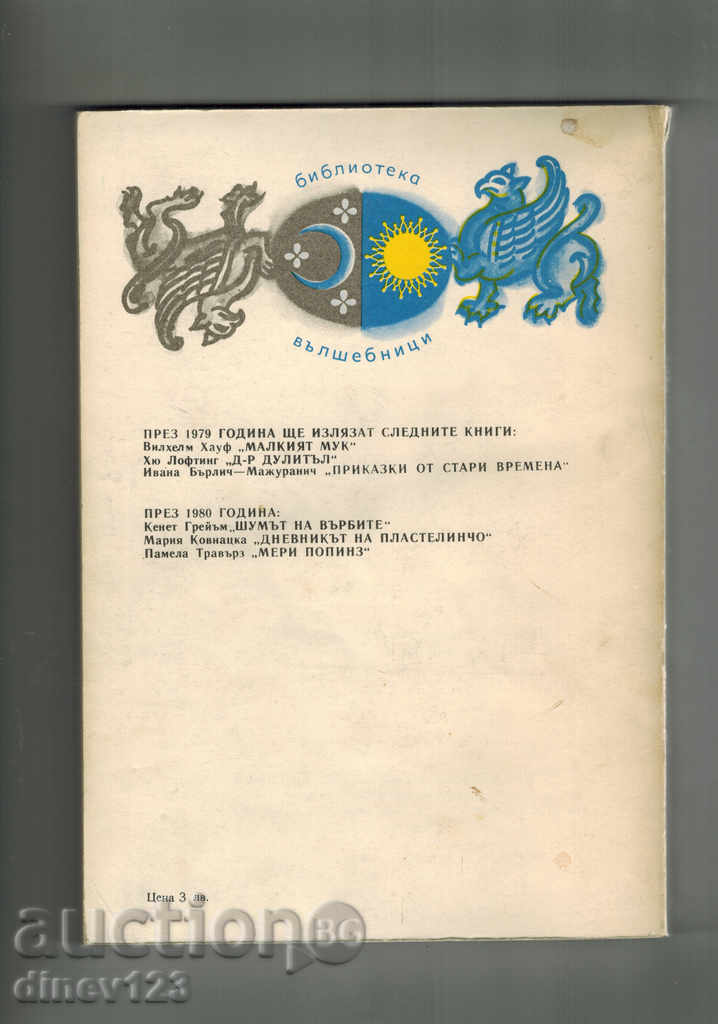 библиотека
вълшебници
ПРЕЗ 1979 ГОДИНА ЩЕ ИЗЛЯЗАТ СЛЕДНИТЕ КНИГИ:
Вилхелм Хауф „МАЛКИЯТ МУК“
Хю Лофтинг „Д-Р ДУЛИТЪЛ“
Ивана Бърлич—Мажуранич „ПРИКАЗКИ ОТ СТАРИ ВРЕМЕНА“
ПРЕЗ 1980 ГОДИНА:
Кенет Грейъм „ШУМЪТ НА ВЪРБИТЕ“
Мария Ковнацка „ДНЕВНИКЪТ НА ПЛАСТЕЛИНЧО“
Памела Травърз „МЕРИ ПОПИНЗ“
Цена 3 лв.
auction BG
dinev123